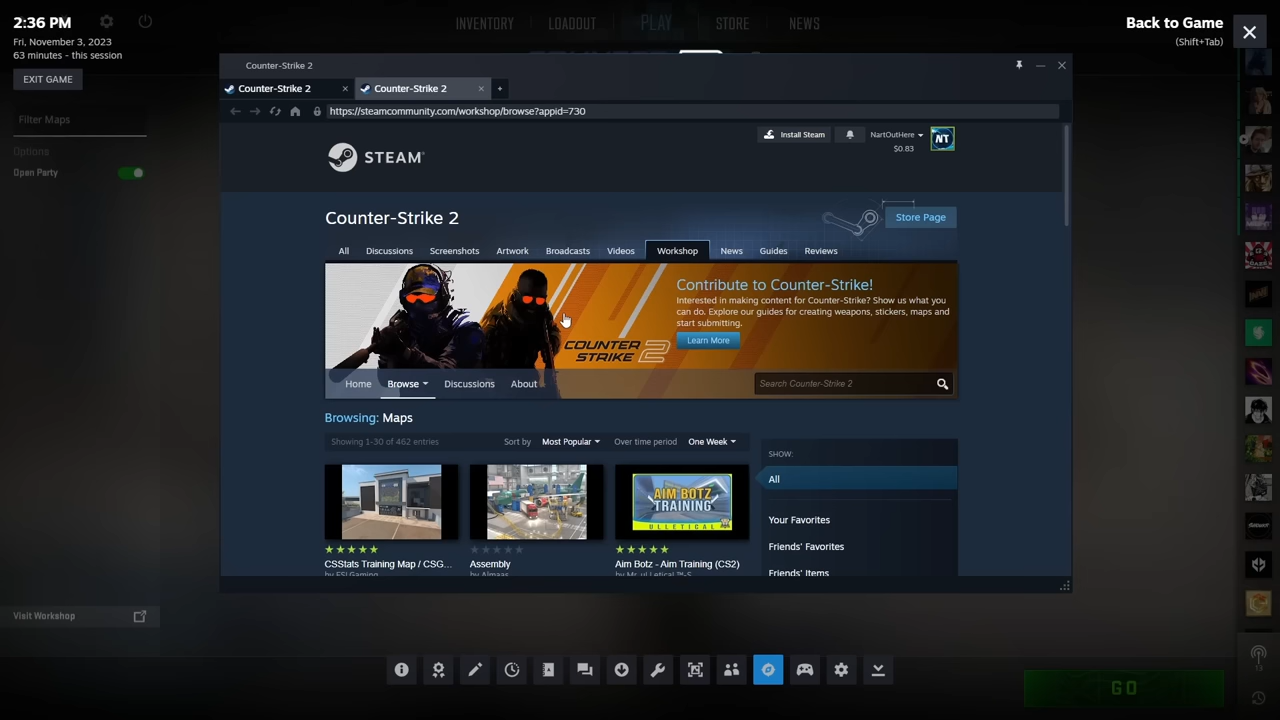 2:36 PM
Fri, November 3, 2023
63 minutes - this session
EXIT GAME
INVENTORY LOADOUT PLAY STORE NEWS
Back to Game
(Shift+Tab)
Filter Maps
Options
Open Party
Counter-Strike 2
Counter-Strike 2 Counter-Strike 2
https://steamcommunity.com/workshop/browse?appid=730
Install Steam NartOutHere
$0.83
NT
STEAM
Counter-Strike 2
Store Page
All Discussions Screenshots Artwork Broadcasts Videos Workshop News Guides Reviews
Contribute to Counter-Strike!
Interested in making content for Counter-Strike? Show us what you
can do. Explore our guides for creating weapons, stickers, maps and
start submitting.
Learn More
COUNTER
STRIKE 2
Home Browse Discussions About
Search Counter-Strike 2
Browsing: Maps
Showing 1-30 of 462 entries
Sort by Most Popular Over time period One Week
SHOW:
All
Your Favorites
Friends' Favorites
Friends' Items
AIM BOTZ
TRAINING
ULLETICAL
CSStats Training Map / CSG...
Assembly
Aim Botz - Aim Training (CS2)
Visit Workshop
GO